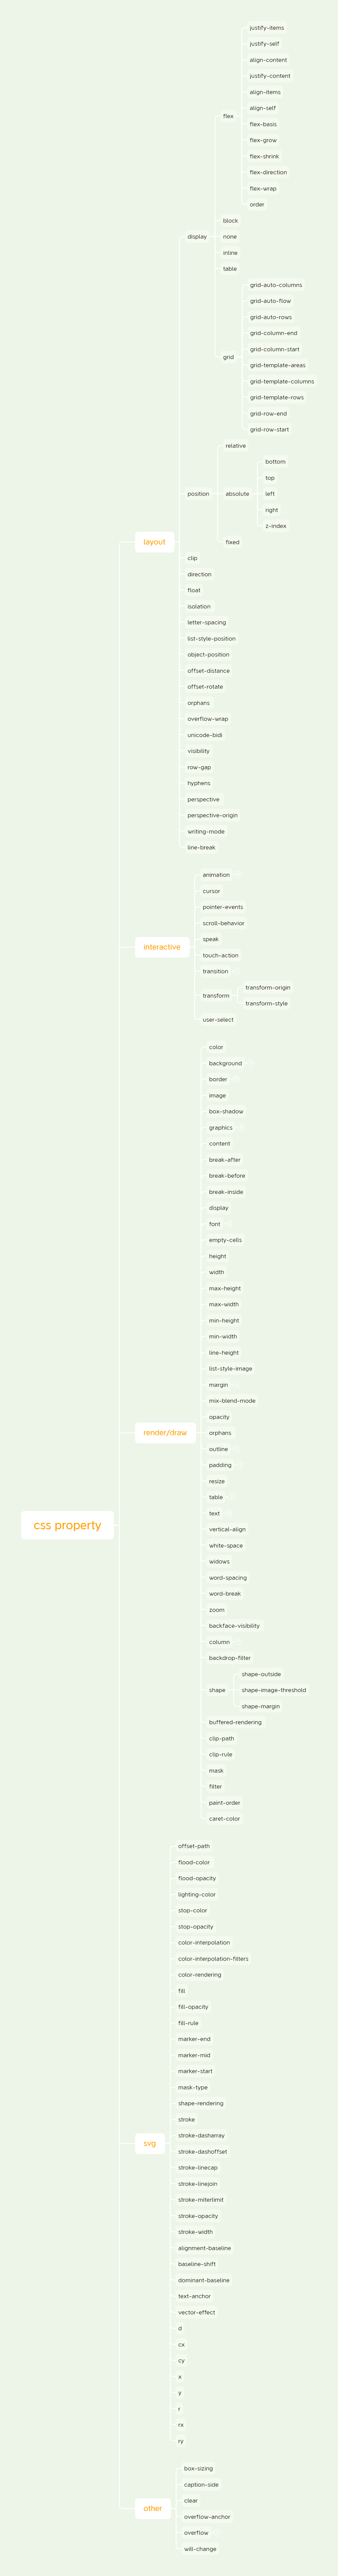 justify-items
justify-self
align-content
justify-content
align-items
align-self
flex
flex-basis
flex-grow
flex-shrink
flex-direction
flex-wrap
order
block
display
none
inline
table
grid-auto-columns
grid-auto-flow
grid-auto-rows
grid-column-end
grid-column-start
grid
grid-template-areas
grid-template-columns
grid-template-rows
grid-row-end
grid-row-start
relative
bottom
top
position
absolute
left
right
z-index
layout
fixed
clip
direction
float
isolation
letter-spacing
list-style-position
object-position
offset-distance
offset-rotate
orphans
overflow-wrap
unicode-bidi
visibility
row-gap
hyphens
perspective
perspective-origin
writing-mode
line-break
animation
cursor
pointer-events
scroll-behavior
speak
interactive
touch-action
transition
transform
transform-origin
transform-style
user-select
color
background
border
image
box-shadow
graphics
content
break-after
break-before
break-inside
display
font
empty-cells
height
width
max-height
max-width
min-height
min-width
line-height
list-style-image
margin
mix-blend-mode
opacity
render/draw
orphans
outline
padding
resize
table
text
css property
vertical-align
white-space
widows
word-spacing
word-break
zoom
backface-visibility
column
backdrop-filter
shape-outside
shape
shape-image-threshold
shape-margin
buffered-rendering
clip-path
clip-rule
mask
filter
paint-order
caret-color
offset-path
flood-color
flood-opacity
lighting-color
stop-color
stop-opacity
color-interpolation
color-interpolation-filters
color-rendering
fill
fill-opacity
fill-rule
marker-end
marker-mid
marker-start
mask-type
shape-rendering
stroke
stroke-dasharray
svg
stroke-dashoffset
stroke-linecap
stroke-linejoin
stroke-miterlimit
stroke-opacity
stroke-width
alignment-baseline
baseline-shift
dominant-baseline
text-anchor
vector-effect
d
cx
cy
x
y
r
rx
ry
box-sizing
caption-side
clear
other
overflow-anchor
overflow
will-change